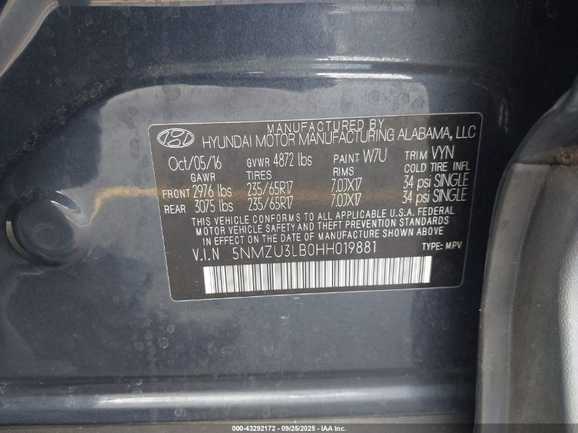 MANUFACTURED BY
HYUNDAI MOTOR MANUFACTURING ALABAMA, LLC
Oct/05/16 GVWR 4872 lbs PAINT W7U TRIM VYN
GAWR TIRES RIMS COLD TIRE INF.
FRONT 2976 lbs 235/65R17 7.0JX17 34 psi SINGLE
REAR 3075 lbs 235/65R17 7.0JX17 34 psi SINGLE
THIS VEHICLE CONFORMS TO ALL APPLICABLE U.S.A. FEDERAL
MOTOR VEHICLE SAFETY AND THEFT PREVENTION STANDARDS
IN EFFECT ON THE DATE OF MANUFACTURE SHOWN ABOVE.
V.I.N 5NMZU3LB0HH019881 TYPE: MPV
000-43292172 - 09/25/2025 - IAA Inc.